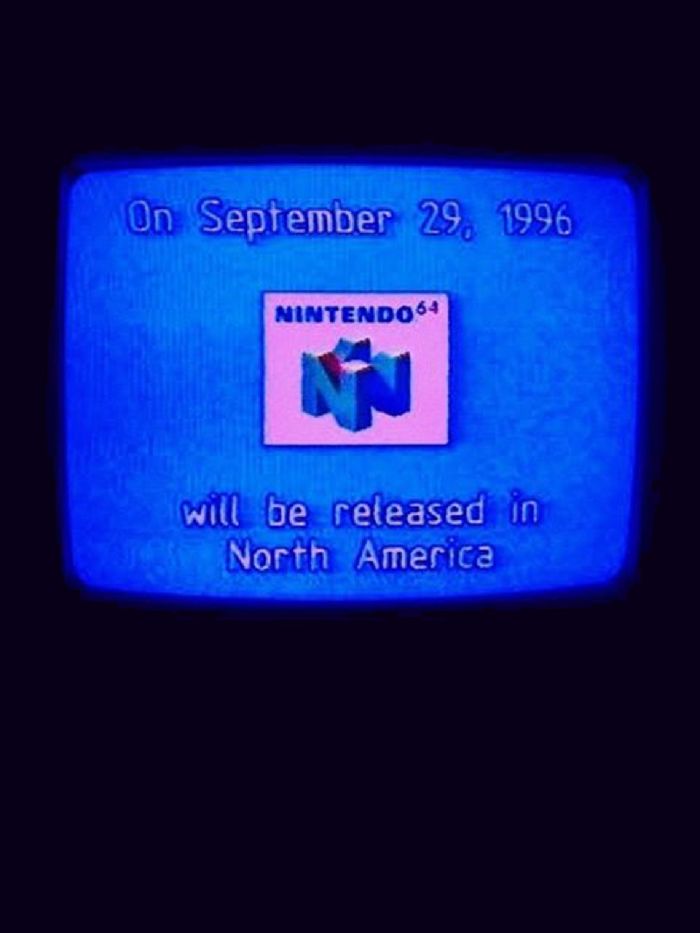 On September 29, 1996
NINTENDO⁶⁴
will be released in
North America